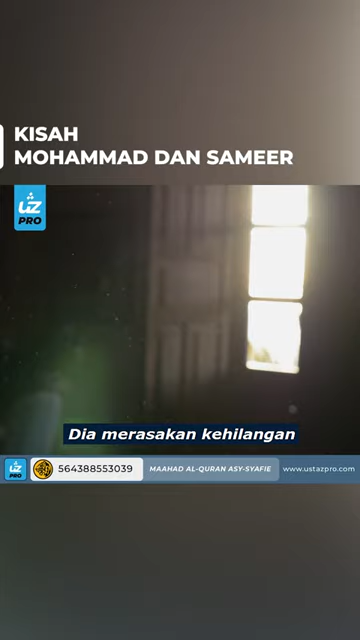 KISAH
MOHAMMAD DAN SAMEER
UZ
PRO
Dia merasakan kehilangan
UZ
PRO
564388553039
MAAHAD AL-QURAN ASY-SYAFIE
www.ustazpro.com